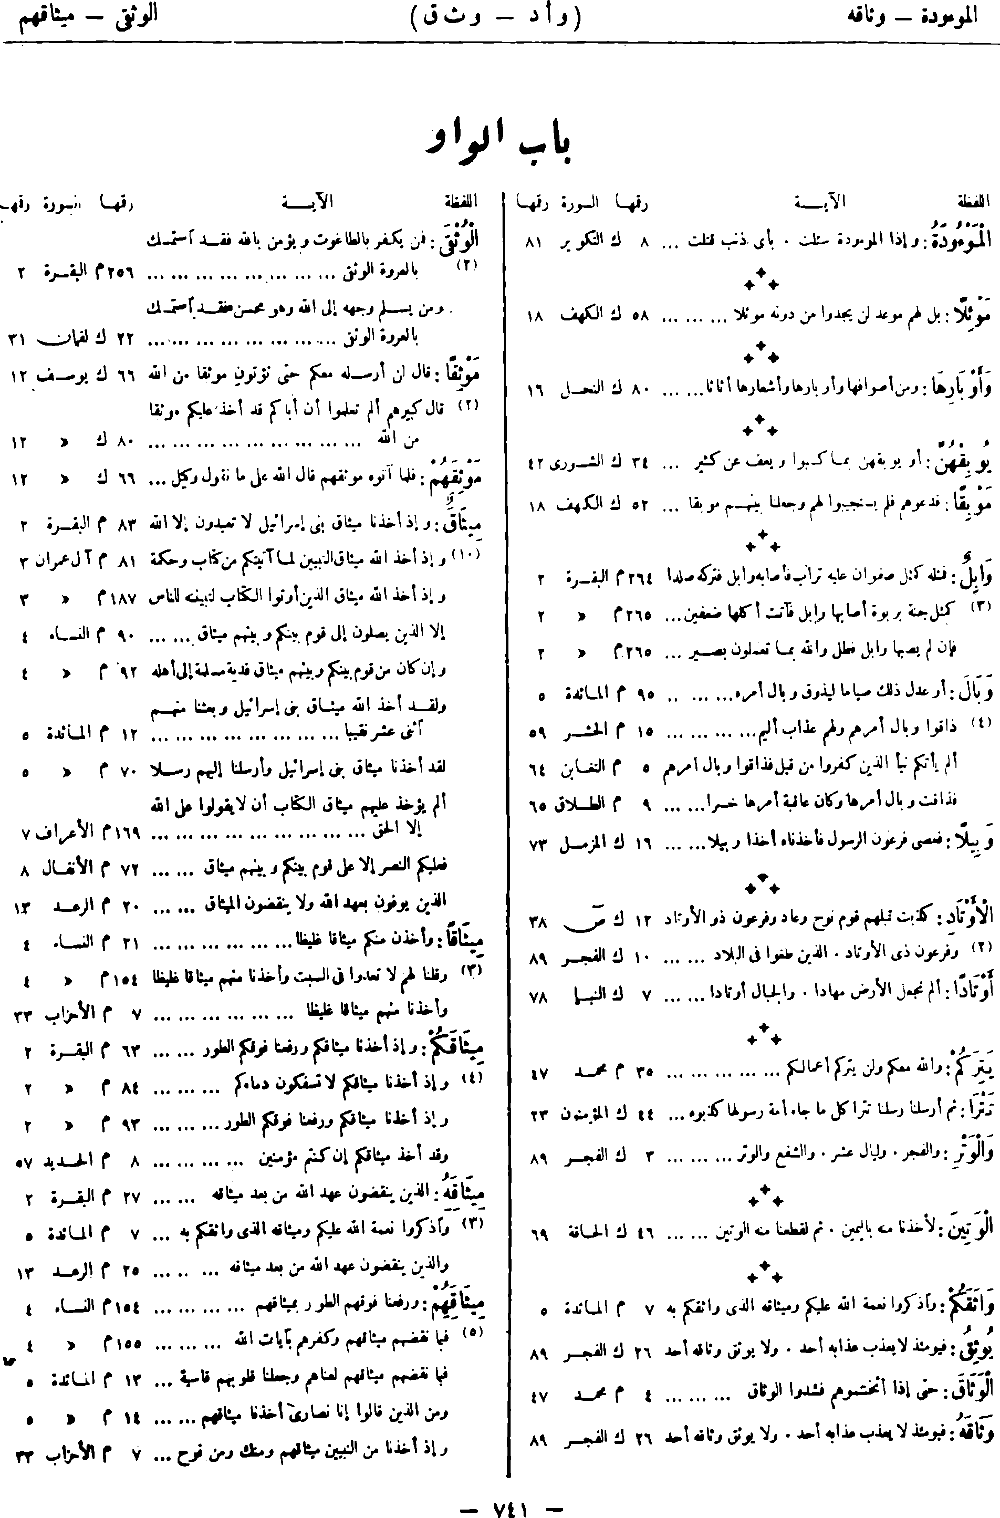 الموءودة — وثاقه (وأد — وثق) الوثقى — ميثاقهم
باب الواو
اللفظة الآيـــة رقمها السورة رقمها
الْمَوْءُودَةُ : وإذا الموءودة سئلت ٠ بأى ذنب قتلت ... ٨ ك التكوير ٨١
مَوْئِلًا : بل لهم موعد لن يجدوا من دونه موئلا ... ... ٥٨ ك الكهف ١٨
وَأَوْبَارِهَا : ومن أصوافها وأوبارها وأشعارها أثاثا ... ... ٨٠ ك النحل ١٦
يُوبِقْهُنَّ : أو يوبقهن بما كسبوا ويعف عن كثير ... ٣٤ ك الشورى ٤٢
مَوْبِقًا : فدعوهم فلم يستجيبوا لهم وجعلنا بينهم موبقا ... ٥٢ ك الكهف ١٨
وَابِلٌ : فمثله كمثل صفوان عليه تراب فأصابه وابل فتركه صلدا ٢٦٤ م البقرة ٢
(٣) كمثل جنة بربوة أصابها وابل فآتت أكلها ضعفين ... ٢٦٥ م » ٢
فإن لم يصبها وابل فطل والله بما تعملون بصير ... ٢٦٥ م » ٢
وَبَالَ : أو عدل ذلك صياما ليذوق وبال أمره ... ... ٩٥ م المائدة ٥
(٤) ذاقوا وبال أمرهم ولهم عذاب أليم ... ... ... ١٥ م الحشر ٥٩
ألم يأتكم نبأ الذين كفروا من قبل فذاقوا وبال أمرهم ٥ م التغابن ٦٤
فذاقت وبال أمرها وكان عاقبة أمرها خسرا ... ... ٩ م الطلاق ٦٥
وَبِيلًا : فعصى فرعون الرسول فأخذناه أخذا وبيلا ... ... ١٦ ك المزمل ٧٣
الْأَوْتَادِ : كذبت قبلهم قوم نوح وعاد وفرعون ذو الأوتاد ١٢ ك ص ٣٨
(٢) وفرعون ذى الأوتاد ٠ الذين طغوا فى البلاد ... ... ١٠ ك الفجر ٨٩
أَوْتَادًا : ألم نجعل الأرض مهادا ٠ والجبال أوتادا ... ... ٧ ك النبإ ٧٨
يَتِرَكُمْ : والله معكم ولن يتركم أعمالكم ... ... ... ... ٣٥ م محمد ٤٧
تَتْرَا : ثم أرسلنا رسلنا تترا كل ما جاء أمة رسولها كذبوه ... ٤٤ ك المؤمنون ٢٣
وَالْوَتْرِ : والفجر ٠ وليال عشر ٠ والشفع والوتر ... ... ... ٣ ك الفجر ٨٩
الْوَتِينَ : لأخذنا منه باليمين ٠ ثم لقطعنا منه الوتين ... ... ٤٦ ك الحاقة ٦٩
وَاثَقَكُمْ : واذكروا نعمة الله عليكم وميثاقه الذى واثقكم به ٧ م المائدة ٥
يُوثِقُ : فيومئذ لا يعذب عذابه أحد ٠ ولا يوثق وثاقه أحد ٢٦ ك الفجر ٨٩
الْوَثَاقَ : حتى إذا أثخنتموهم فشدوا الوثاق ... ... ... ٤ م محمد ٤٧
وَثَاقَهُ : فيومئذ لا يعذب عذابه أحد ٠ ولا يوثق وثاقه أحد ٢٦ ك الفجر ٨٩
اللفظة الآيـــة رقمها السورة رقمها
الْوُثْقَىٰ : فمن يكفر بالطاغوت ويؤمن بالله فقد استمسك
(٢) بالعروة الوثقى ... ... ... ... ... ... ... ٢٥٦ م البقرة ٢
ومن يسلم وجهه إلى الله وهو محسن فقد استمسك
بالعروة الوثقى ... ... ... ... ... ... ... ٢٢ ك لقمان ٣١
مَوْثِقًا : قال لن أرسله معكم حتى تؤتون موثقا من الله ٦٦ ك يوسف ١٢
(٢) قال كبيرهم ألم تعلموا أن أباكم قد أخذ عليكم موثقا
من الله ... ... ... ... ... ... ... ... ... ٨٠ ك » ١٢
مَوْثِقَهُمْ : فلما آتوه موثقهم قال الله على ما نقول وكيل ... ٦٦ ك » ١٢
مِيثَاقَ : وإذ أخذنا ميثاق بنى إسرائيل لا تعبدون إلا الله ٨٣ م البقرة ٢
(١٠) وإذ أخذ الله ميثاق النبيين لما آتيتكم من كتاب وحكمة ٨١ م آل عمران ٣
وإذ أخذ الله ميثاق الذين أوتوا الكتاب لتبيننه للناس ١٨٧ م » ٣
إلا الذين يصلون إلى قوم بينكم وبينهم ميثاق ... ... ٩٠ م النساء ٤
وإن كان من قوم بينكم وبينهم ميثاق فدية مسلمة إلى أهله ٩٢ م » ٤
ولقد أخذ الله ميثاق بنى إسرائيل وبعثنا منهم
اثنى عشر نقيبا ... ... ... ... ... ... ... ... ١٢ م المائدة ٥
لقد أخذنا ميثاق بنى إسرائيل وأرسلنا إليهم رسلا ٧٠ م » ٥
ألم يؤخذ عليهم ميثاق الكتاب أن لا يقولوا على الله
إلا الحق ... ... ... ... ... ... ... ... ... ١٦٩ م الأعراف ٧
فعليكم النصر إلا على قوم بينكم وبينهم ميثاق ... ... ٧٢ م الأنفال ٨
الذين يوفون بعهد الله ولا ينقضون الميثاق ... ... ٢٠ م الرعد ١٣
مِيثَاقًا : وأخذن منكم ميثاقا غليظا ... ... ... ... ... ٢١ م النساء ٤
(٣) وقلنا لهم لا تعدوا فى السبت وأخذنا منهم ميثاقا غليظا ١٥٤ م » ٤
وأخذنا منهم ميثاقا غليظا ... ... ... ... ... ... ٧ م الأحزاب ٣٣
مِيثَاقَكُمْ : وإذ أخذنا ميثاقكم ورفعنا فوقكم الطور ... ... ٦٣ م البقرة ٢
(٤) وإذ أخذنا ميثاقكم لا تسفكون دماءكم ... ... ... ٨٤ م » ٢
وإذ أخذنا ميثاقكم ورفعنا فوقكم الطور ... ... ... ٩٣ م » ٢
وقد أخذ ميثاقكم إن كنتم مؤمنين ... ... ... ... ٨ م الحديد ٥٧
مِيثَاقِهِ : الذين ينقضون عهد الله من بعد ميثاقه ... ... ٢٧ م البقرة ٢
(٣) واذكروا نعمة الله عليكم وميثاقه الذى واثقكم به ... ٧ م المائدة ٥
والذين ينقضون عهد الله من بعد ميثاقه ... ... ... ٢٥ م الرعد ١٣
مِيثَاقِهِمْ : ورفعنا فوقهم الطور بميثاقهم ... ... ... ... ١٥٤ م النساء ٤
(٥) فبما نقضهم ميثاقهم وكفرهم بآيات الله ... ... ... ١٥٥ م » ٤
فبما نقضهم ميثاقهم لعناهم وجعلنا قلوبهم قاسية ... ١٣ م المائدة ٥
ومن الذين قالوا إنا نصارى أخذنا ميثاقهم ... ... ١٤ م » ٥
وإذ أخذنا من النبيين ميثاقهم ومنك ومن نوح ... ٧ م الأحزاب ٣٣
— ٧٤١ —